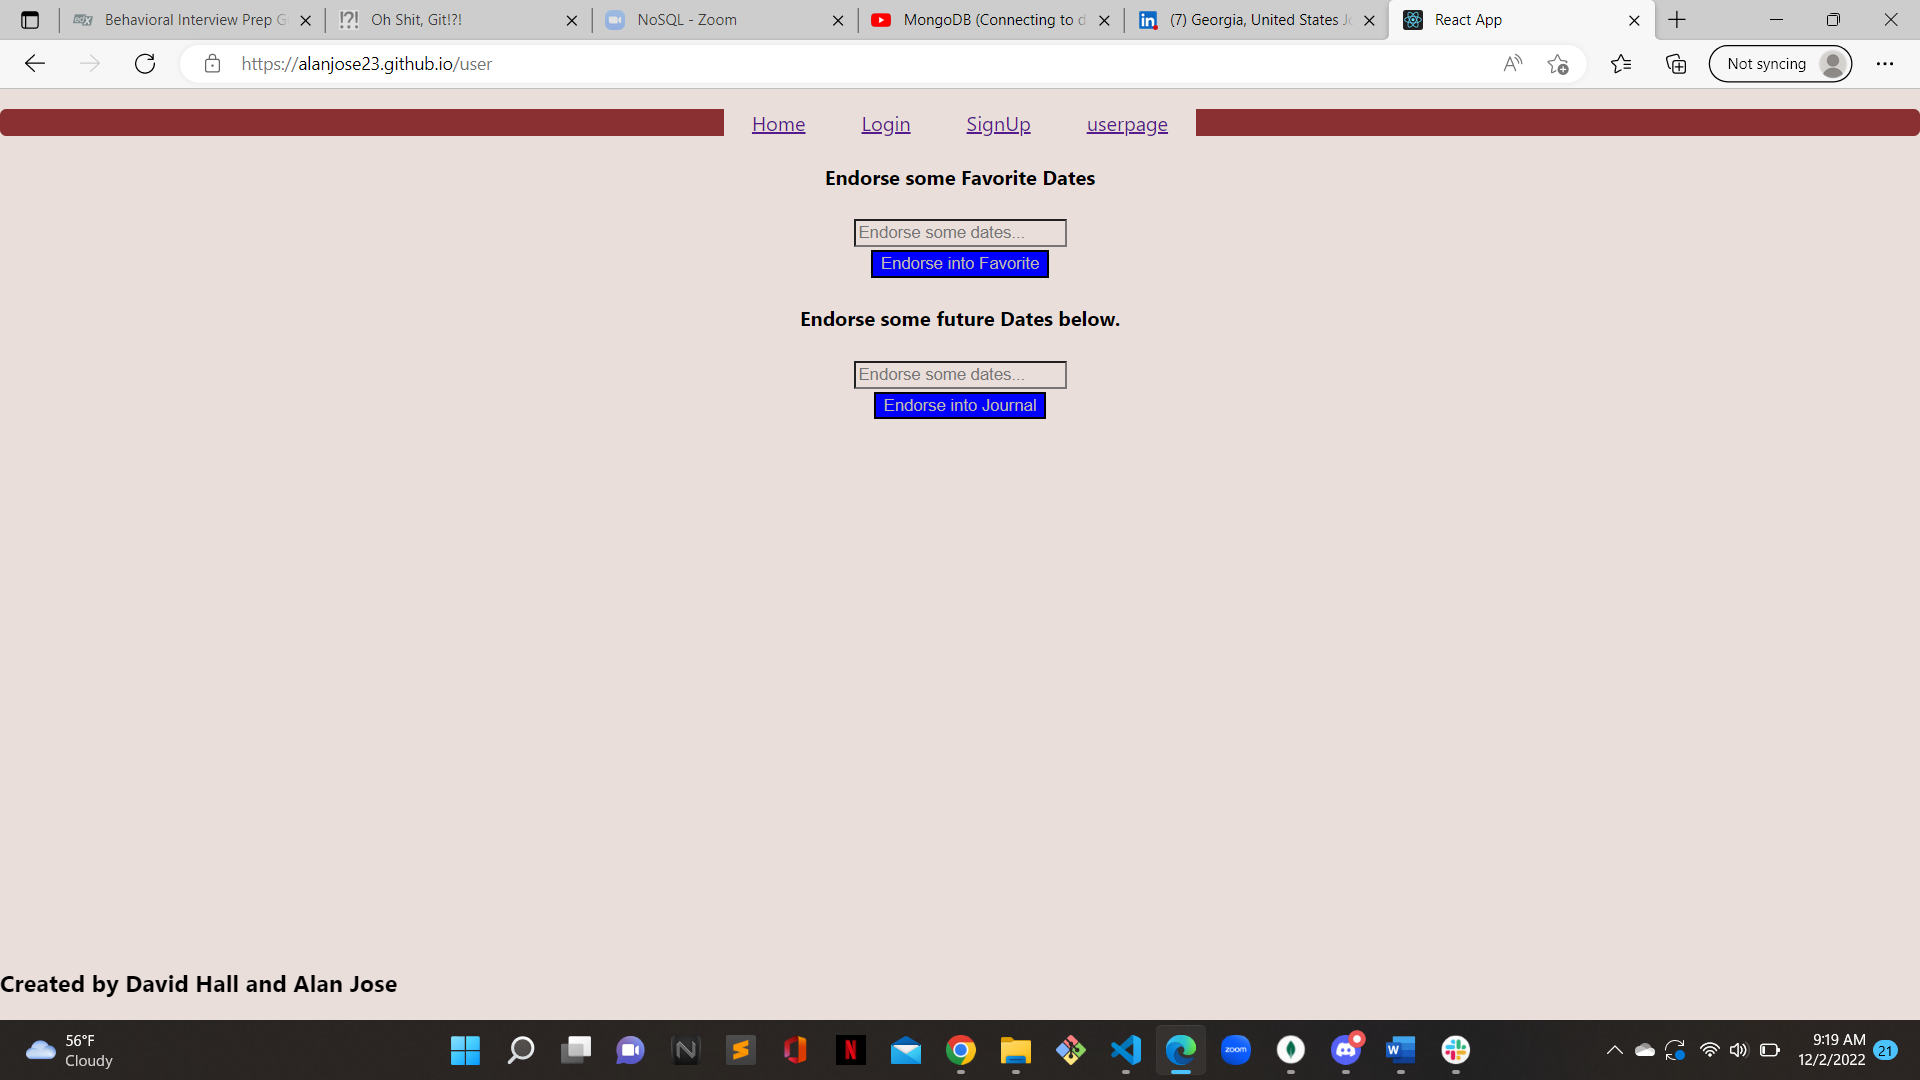 Behavioral Interview Prep G
Oh Shit, Git!?!
NoSQL - Zoom
MongoDB (Connecting to d
(7) Georgia, United States Jo
React App
https://alanjose23.github.io/user
Not syncing
Home Login SignUp userpage
Endorse some Favorite Dates
Endorse some dates...
Endorse into Favorite
Endorse some future Dates below.
Endorse some dates...
Endorse into Journal
Created by David Hall and Alan Jose
56°F
Cloudy
zoom
9:19 AM
12/2/2022
21